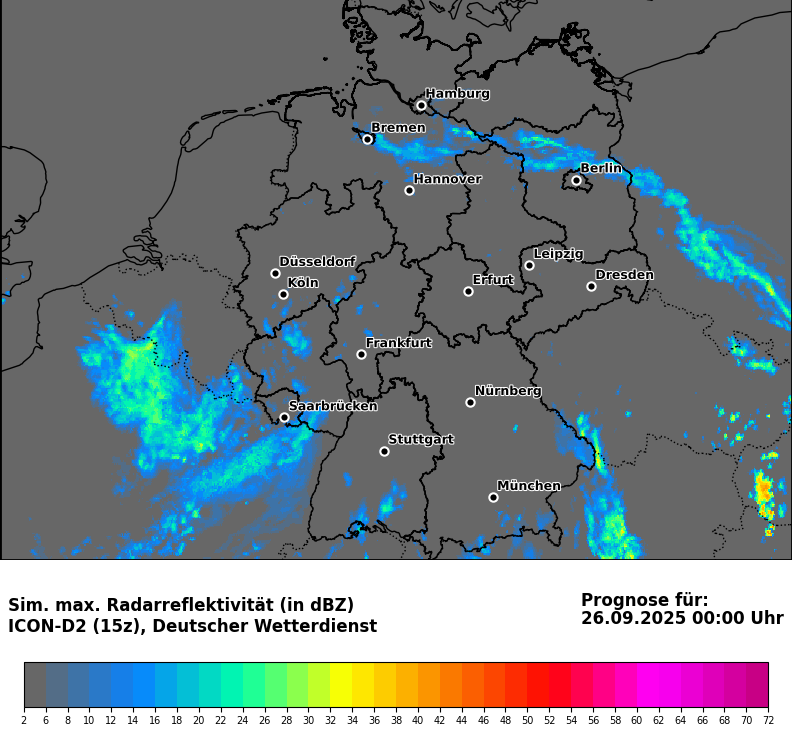 Hamburg
Bremen
Berlin
Hannover
Leipzig
Düsseldorf
Dresden
Köln
Erfurt
Frankfurt
Nürnberg
Saarbrücken
Stuttgart
München
Sim. max. Radarreflektivität (in dBZ)
ICON-D2 (15z), Deutscher Wetterdienst
Prognose für:
26.09.2025 00:00 Uhr
2 6 8 10 12 14 16 18 20 22 24 26 28 30 32 34 36 38 40 42 44 46 48 50 52 54 56 58 60 62 64 66 68 70 72